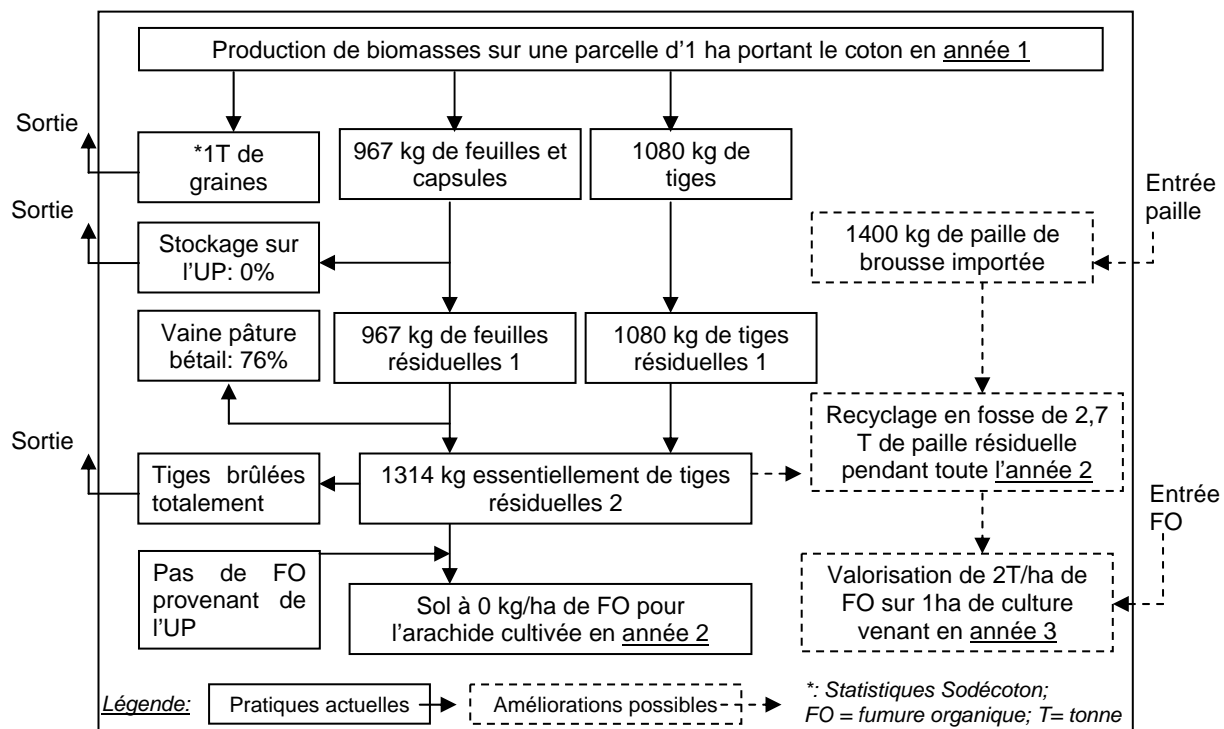 Production de biomasses sur une parcelle d'1 ha portant le coton en année 1
Sortie
*1T de
graines
967 kg de feuilles et
capsules
1080 kg de
tiges
Entrée
paille
Sortie
Stockage sur
l'UP: 0%
1400 kg de paille de
brousse importée
Vaine pâture
bétail: 76%
967 kg de feuilles
résiduelles 1
1080 kg de tiges
résiduelles 1
Sortie
Tiges brûlées
totalement
1314 kg essentiellement de tiges
résiduelles 2
Recyclage en fosse de 2,7
T de paille résiduelle
pendant toute l'année 2
Entrée
FO
Pas de FO
provenant de
l'UP
Sol à 0 kg/ha de FO pour
l'arachide cultivée en année 2
Valorisation de 2T/ha de
FO sur 1ha de culture
venant en année 3
Légende:
Pratiques actuelles
Améliorations possibles
*: Statistiques Sodécoton;
FO = fumure organique; T= tonne